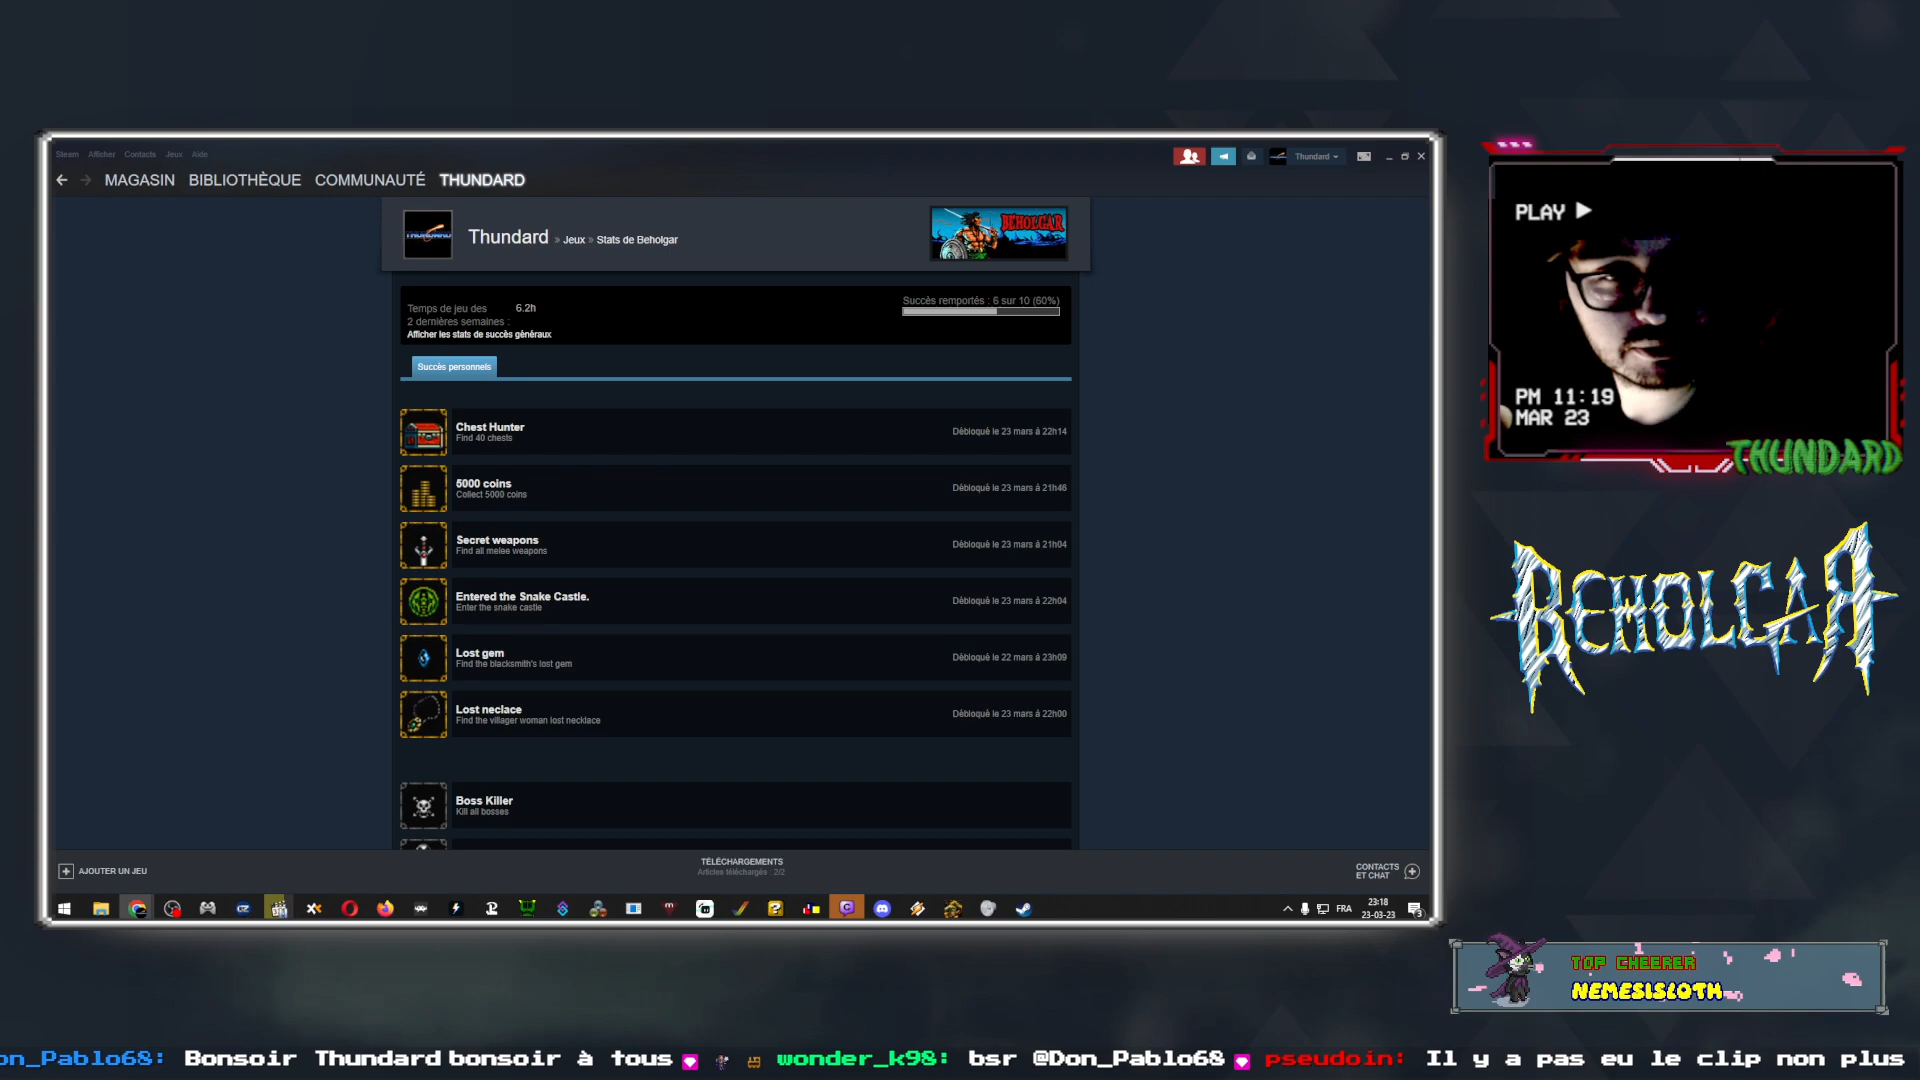 Steam Afficher Contacts Jeux Aide
Thundard
MAGASIN BIBLIOTHÈQUE COMMUNAUTÉ THUNDARD
THUNDARD
Thundard » Jeux » Stats de Beholgar
BEHOLGAR
Temps de jeu des
2 dernières semaines :
6.2h
Afficher les stats de succès généraux
Succès remportés : 6 sur 10 (60%)
Succès personnels
Chest Hunter
Find 40 chests
Débloqué le 23 mars à 22h14
5000 coins
Collect 5000 coins
Débloqué le 23 mars à 21h46
Secret weapons
Find all melee weapons
Débloqué le 23 mars à 21h04
Entered the Snake Castle.
Enter the snake castle
Débloqué le 23 mars à 22h04
Lost gem
Find the blacksmith's lost gem
Débloqué le 22 mars à 23h09
Lost neclace
Find the villager woman lost necklace
Débloqué le 23 mars à 22h00
Boss Killer
Kill all bosses
AJOUTER UN JEU
TÉLÉCHARGEMENTS
Articles téléchargés : 2/2
CONTACTS
ET CHAT
FRA
23:18
23-03-23
3
PLAY
PM 11:19
MAR 23
THUNDARD
BEHOLGAR
TOP CHEERER
NEMESISLOTH
on_Pablo68: Bonsoir Thundard bonsoir à tous wonder_k98: bsr @Don_Pablo68 pseudoin: Il y a pas eu le clip non plus